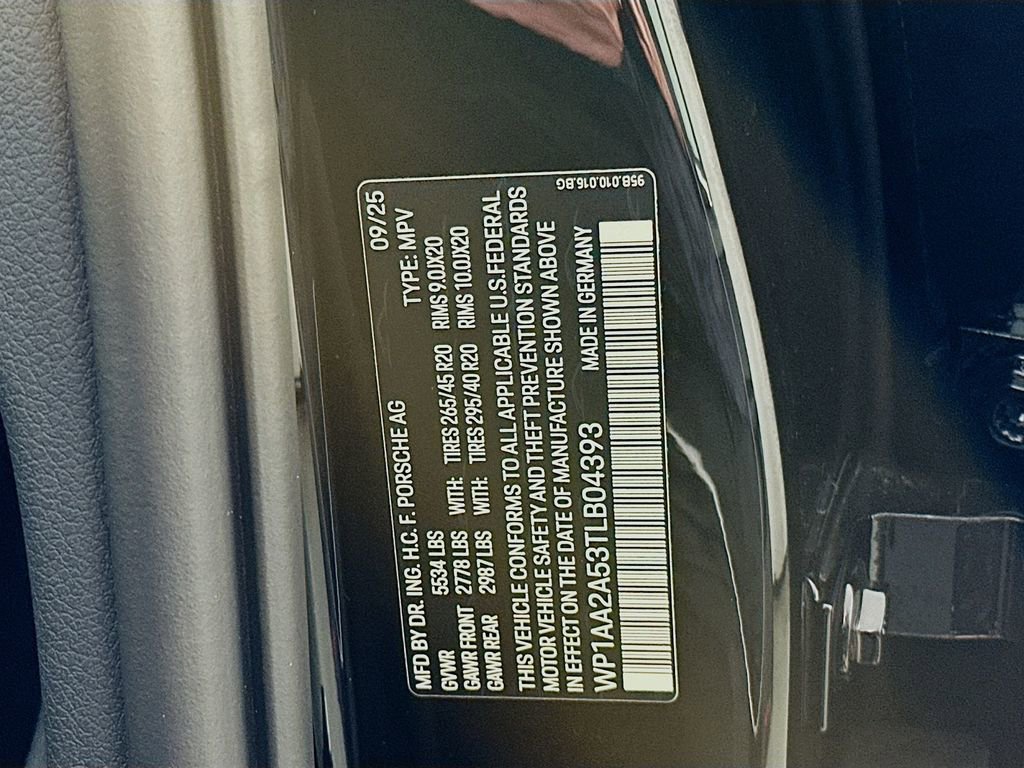 09/25
MFD BY DR. ING. H.C. F. PORSCHE AG TYPE: MPV
GVWR 5534 LBS
GAWR FRONT 2778 LBS WITH: TIRES 265/45 R20 RIMS 9.0JX20
GAWR REAR 2987 LBS WITH: TIRES 295/40 R20 RIMS 10.0JX20
THIS VEHICLE CONFORMS TO ALL APPLICABLE U.S. FEDERAL
MOTOR VEHICLE SAFETY AND THEFT PREVENTION STANDARDS
IN EFFECT ON THE DATE OF MANUFACTURE SHOWN ABOVE
WP1AA2A53TLB04393 MADE IN GERMANY
95B.010.016.BG